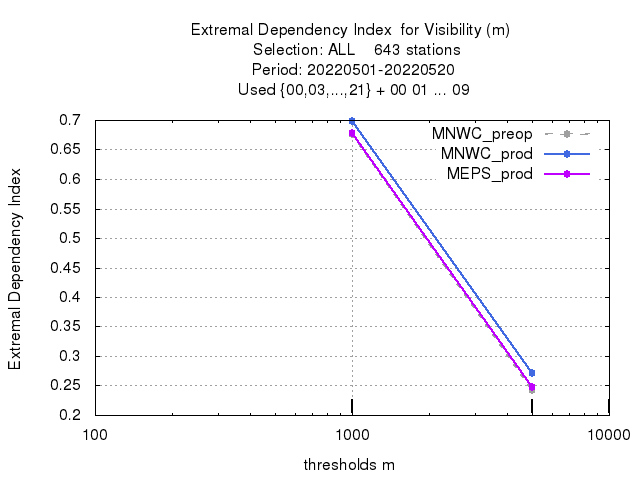 Extremal Dependency Index  for Visibility (m)
Selection: ALL    643 stations
Period: 20220501-20220520
Used {00,03,...,21} + 00 01 ... 09
MNWC_preop
MNWC_prod
MEPS_prod
Extremal Dependency Index
0.7
0.65
0.6
0.55
0.5
0.45
0.4
0.35
0.3
0.25
0.2
100
1000
10000
thresholds m